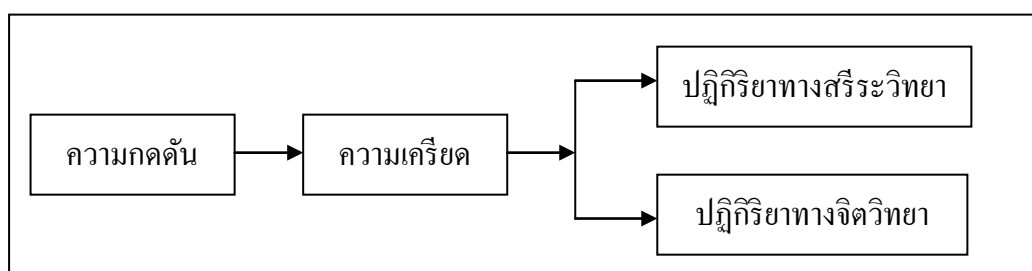 ความกดดัน
ความเครียด
ปฏิกิริยาทางสรีระวิทยา
ปฏิกิริยาทางจิตวิทยา